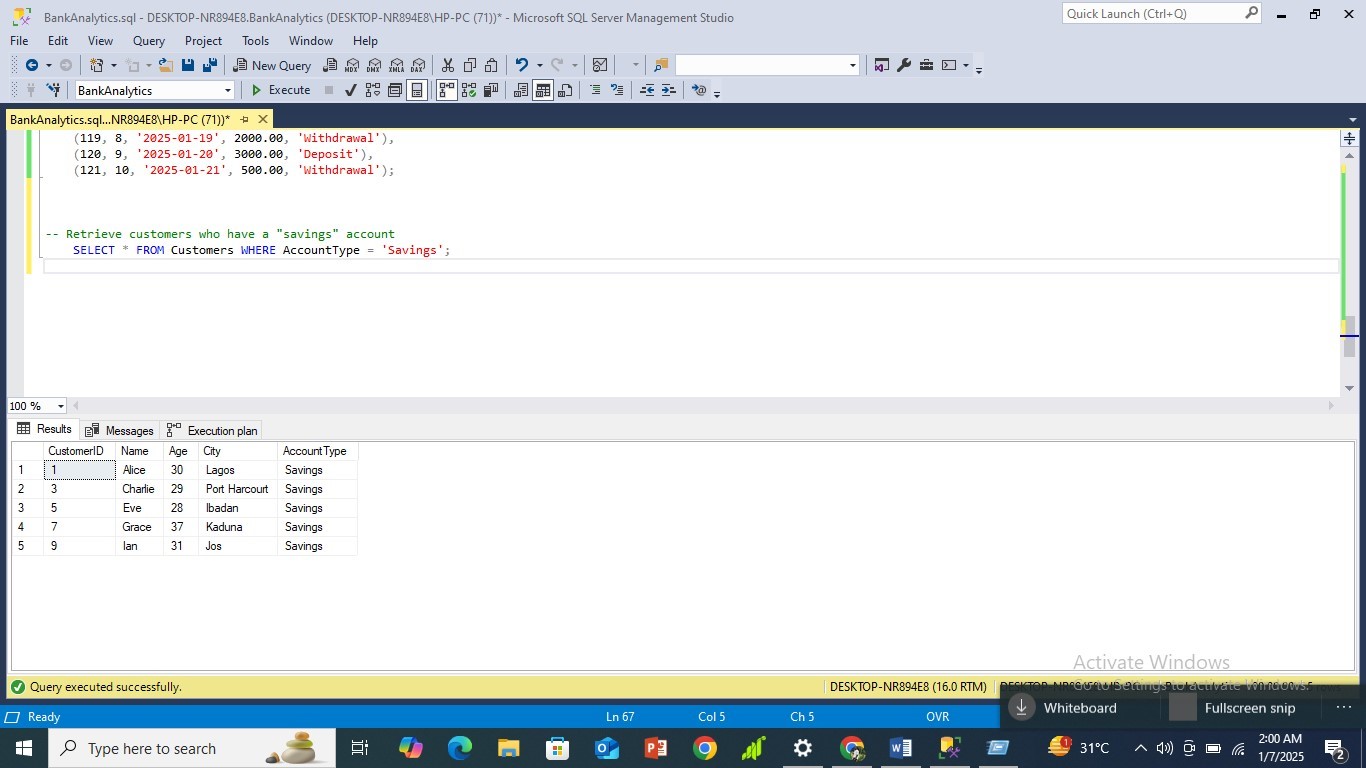 BankAnalytics.sql - DESKTOP-NR894E8.BankAnalytics (DESKTOP-NR894E8\HP-PC (71))* - Microsoft SQL Server Management Studio
Quick Launch (Ctrl+Q)
File Edit View Query Project Tools Window Help
New Query MDX DMX XMLA DAX
BankAnalytics Execute
BankAnalytics.sql...NR894E8\HP-PC (71))*
(119, 8, '2025-01-19', 2000.00, 'Withdrawal'),
(120, 9, '2025-01-20', 3000.00, 'Deposit'),
(121, 10, '2025-01-21', 500.00, 'Withdrawal');
-- Retrieve customers who have a "savings" account
SELECT * FROM Customers WHERE AccountType = 'Savings';
100 %
Results Messages Execution plan
CustomerID Name Age City AccountType
1 1 Alice 30 Lagos Savings
2 3 Charlie 29 Port Harcourt Savings
3 5 Eve 28 Ibadan Savings
4 7 Grace 37 Kaduna Savings
5 9 Ian 31 Jos Savings
Activate Windows
Go to Settings to activate Windows.
Query executed successfully. DESKTOP-NR894E8 (16.0 RTM)
Whiteboard Fullscreen snip
Ready Ln 67 Col 5 Ch 5 OVR
Type here to search
1 31°C 2:00 AM
1/7/2025 2